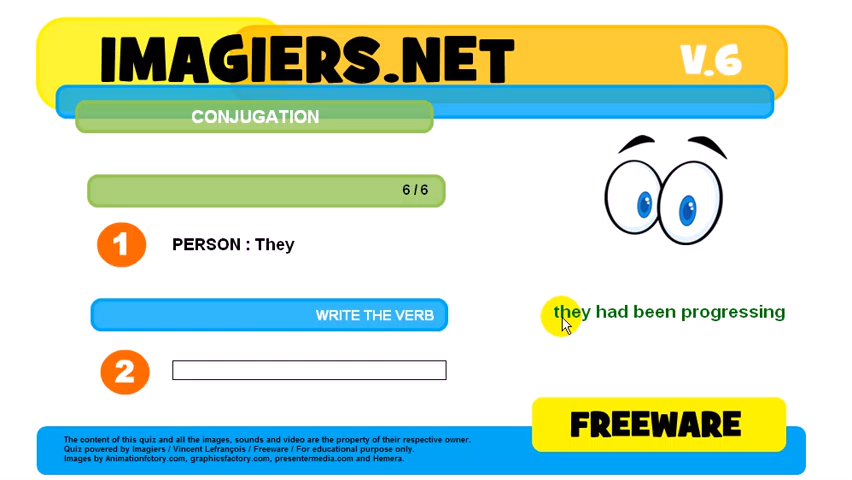 IMAGIERS.NET
V.6
CONJUGATION
6 / 6
1
PERSON : They
WRITE THE VERB
they had been progressing
2
FREEWARE
The content of this quiz and all the images, sounds and video are the property of their respective owner.
Quiz powered by Imagiers / Vincent Lefrançois / Freeware / For educational purpose only.
Images by Animationfctory.com, graphicsfactory.com, presentermedia.com and Hemera.